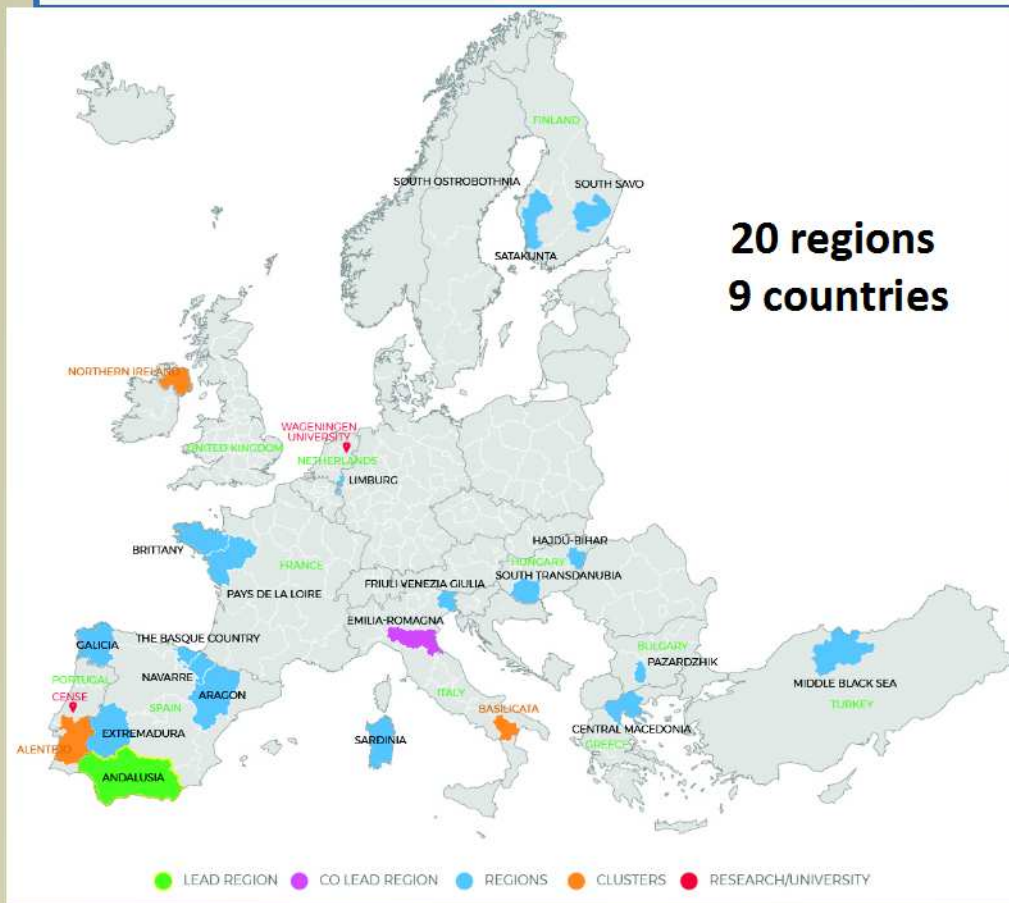 FINLAND
SOUTH OSTROBOTHNIA
SOUTH SAVO
SATAKUNTA
20 regions
9 countries
NORTHERN IRELAND
WAGENINGEN
UNIVERSITY
UNITED KINGDOM
NETHERLANDS
LIMBURG
BRITTANY
FRANCE
PAYS DE LA LOIRE
HAJDÚ-BIHAR
HUNGARY
SOUTH TRANSDANUBIA
FRIULI VENEZIA GIULIA
EMILIA-ROMAGNA
GALICIA
THE BASQUE COUNTRY
NAVARRE
ARAGON
PORTUGAL
CENSE
SPAIN
EXTREMADURA
ALENTEJO
ANDALUSIA
ITALY
BASILICATA
SARDINIA
BULGARY
PAZARDZHIK
MIDDLE BLACK SEA
TURKEY
CENTRAL MACEDONIA
GREECE
LEAD REGION CO LEAD REGION REGIONS CLUSTERS RESEARCH/UNIVERSITY